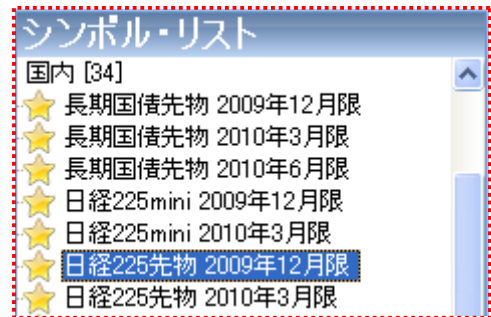 シンボル・リスト
国内 [34]
長期国債先物 2009年12月限
長期国債先物 2010年3月限
長期国債先物 2010年6月限
日経225mini 2009年12月限
日経225mini 2010年3月限
日経225先物 2009年12月限
日経225先物 2010年3月限